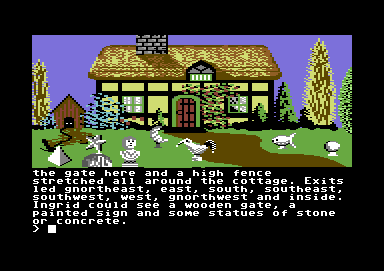 the gate here and a high fence
stretched all around the cottage. Exits
led gnortheast, east, south, southeast,
southwest, west, gnorthwest and inside.
Ingrid could see a wooden gate, a
painted sign and some statues of stone
or concrete.
>